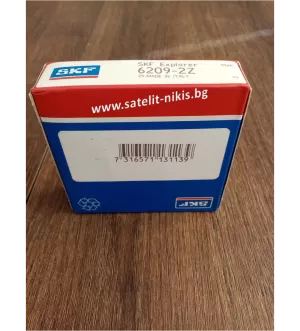 SKF
SKF Explorer
6209-2Z
MADE IN ITALY
www.satelit-nikis.bg
7 316571 131139
SKF